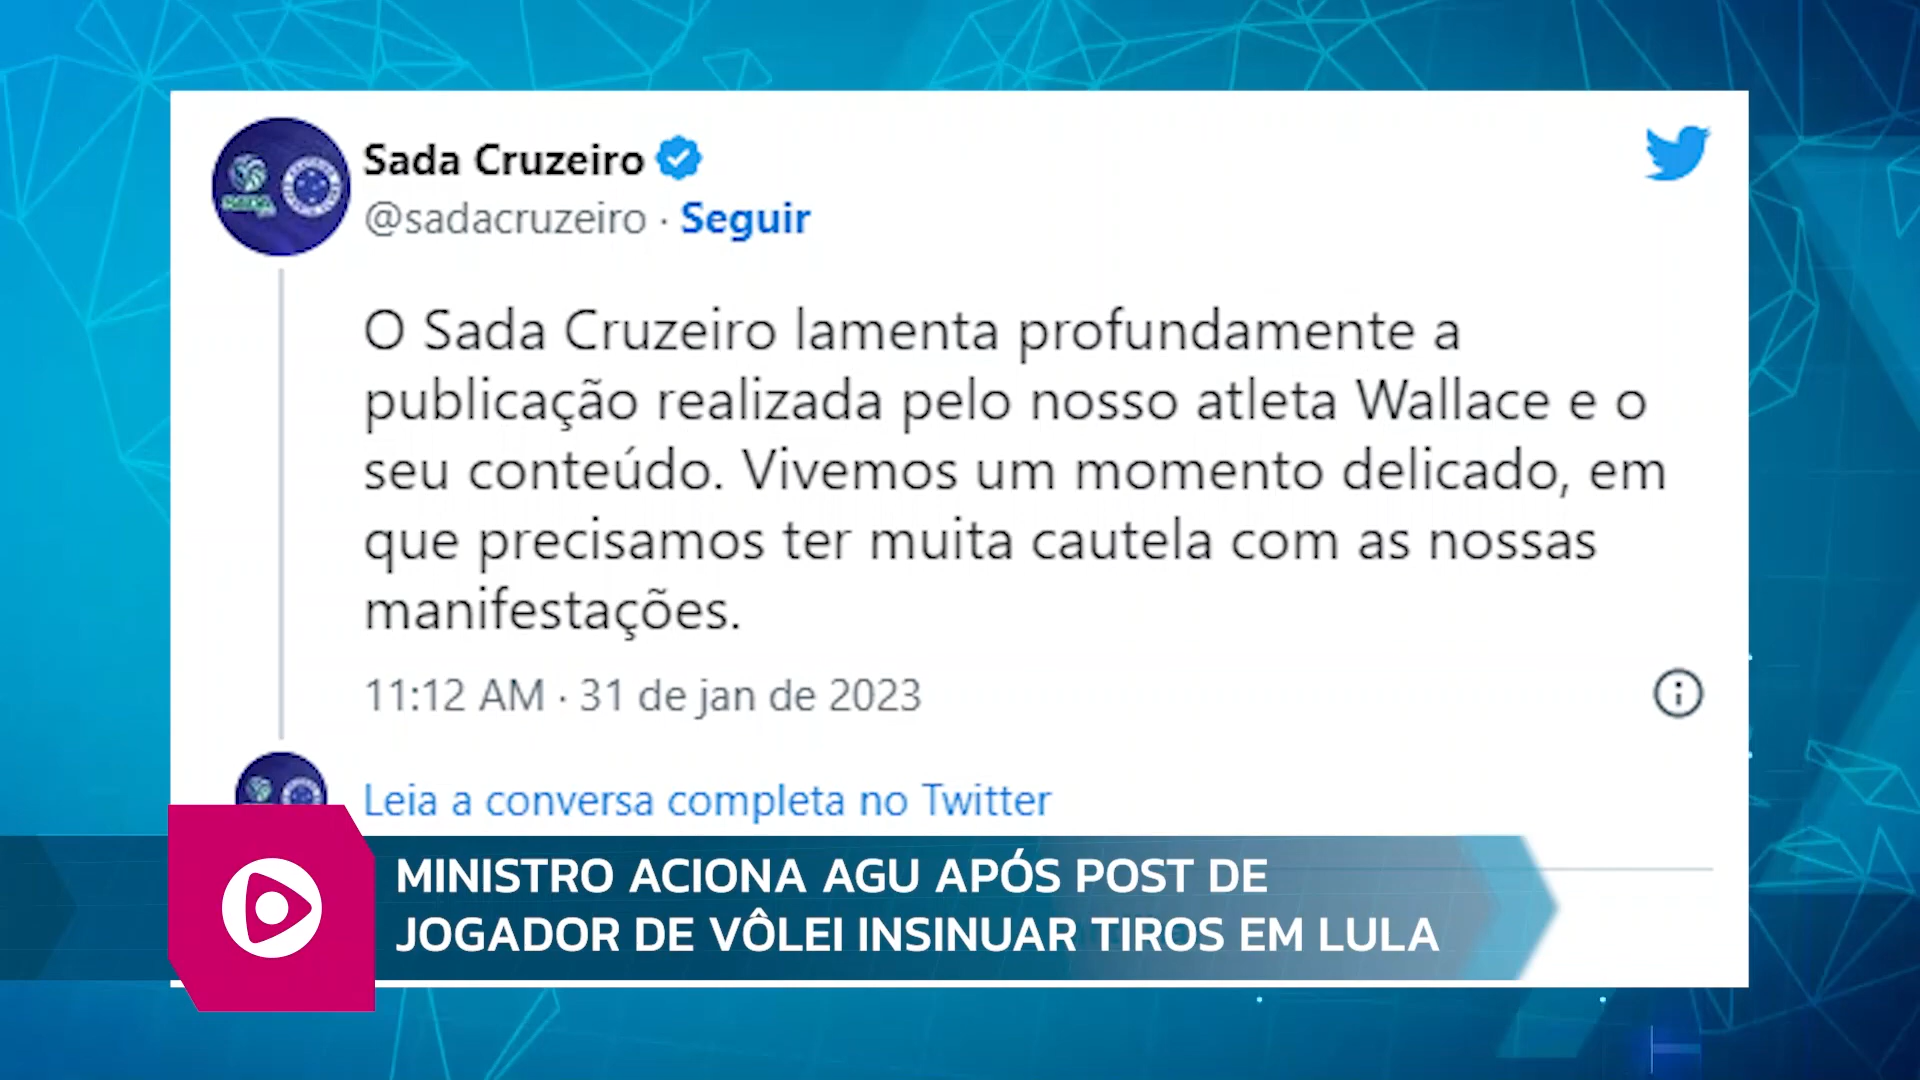 Sada Cruzeiro
@sadacruzeiro · Seguir
O Sada Cruzeiro lamenta profundamente a
publicação realizada pelo nosso atleta Wallace e o
seu conteúdo. Vivemos um momento delicado, em
que precisamos ter muita cautela com as nossas
manifestações.
11:12 AM · 31 de jan de 2023
Leia a conversa completa no Twitter
MINISTRO ACIONA AGU APÓS POST DE
JOGADOR DE VÔLEI INSINUAR TIROS EM LULA